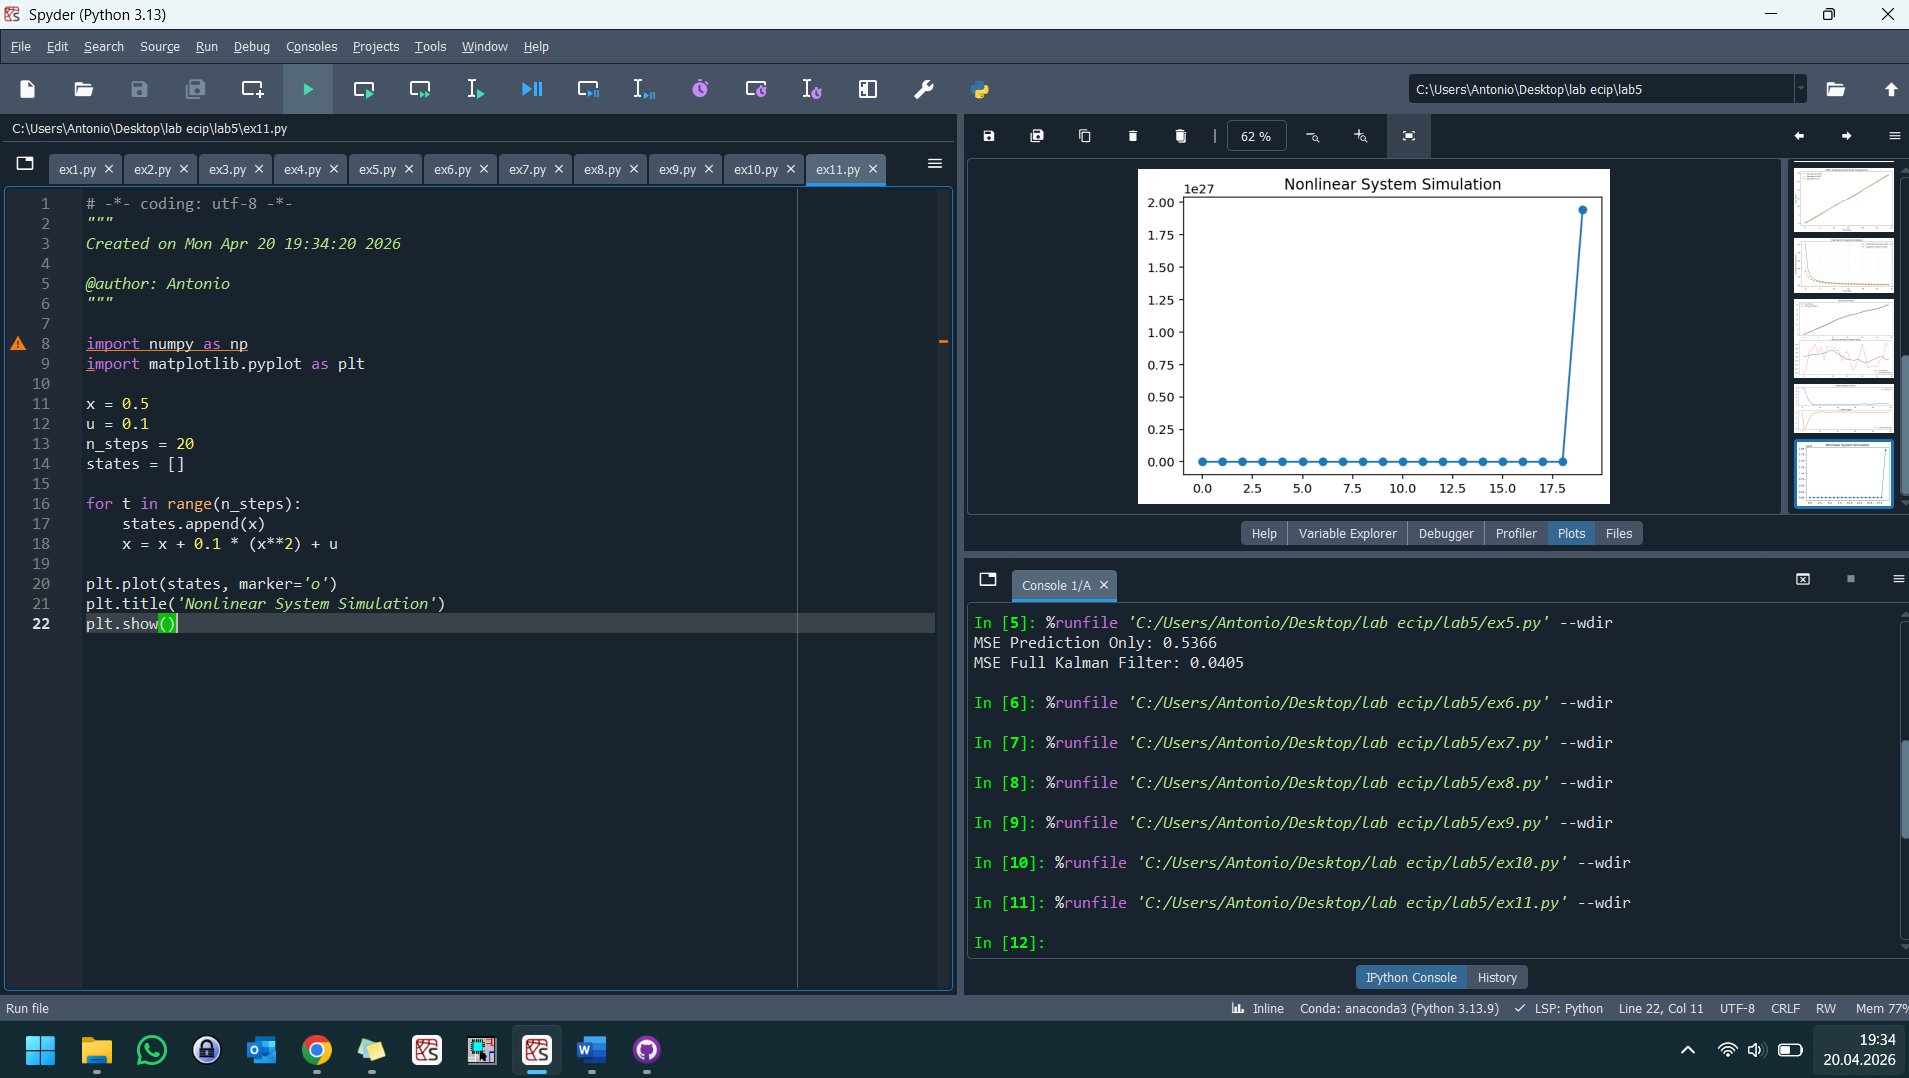 Spyder (Python 3.13)
File Edit Search Source Run Debug Consoles Projects Tools Window Help
C:\Users\Antonio\Desktop\lab ecip\lab5
C:\Users\Antonio\Desktop\lab ecip\lab5\ex11.py
62 %
ex1.py ex2.py ex3.py ex4.py ex5.py ex6.py ex7.py ex8.py ex9.py ex10.py ex11.py
1 # -*- coding: utf-8 -*-
2 """
3 Created on Mon Apr 20 19:34:20 2026
4
5 @author: Antonio
6 """
7
8 import numpy as np
9 import matplotlib.pyplot as plt
10
11 x = 0.5
12 u = 0.1
13 n_steps = 20
14 states = []
15
16 for t in range(n_steps):
17 states.append(x)
18 x = x + 0.1 * (x**2) + u
19
20 plt.plot(states, marker='o')
21 plt.title('Nonlinear System Simulation')
22 plt.show()
1e27
Nonlinear System Simulation
2.00
1.75
1.50
1.25
1.00
0.75
0.50
0.25
0.00
0.0 2.5 5.0 7.5 10.0 12.5 15.0 17.5
Help Variable Explorer Debugger Profiler Plots Files
Console 1/A
In [5]: %runfile 'C:/Users/Antonio/Desktop/lab ecip/lab5/ex5.py' --wdir
MSE Prediction Only: 0.5366
MSE Full Kalman Filter: 0.0405
In [6]: %runfile 'C:/Users/Antonio/Desktop/lab ecip/lab5/ex6.py' --wdir
In [7]: %runfile 'C:/Users/Antonio/Desktop/lab ecip/lab5/ex7.py' --wdir
In [8]: %runfile 'C:/Users/Antonio/Desktop/lab ecip/lab5/ex8.py' --wdir
In [9]: %runfile 'C:/Users/Antonio/Desktop/lab ecip/lab5/ex9.py' --wdir
In [10]: %runfile 'C:/Users/Antonio/Desktop/lab ecip/lab5/ex10.py' --wdir
In [11]: %runfile 'C:/Users/Antonio/Desktop/lab ecip/lab5/ex11.py' --wdir
In [12]:
IPython Console History
Run file
Inline Conda: anaconda3 (Python 3.13.9) LSP: Python Line 22, Col 11 UTF-8 CRLF RW Mem 77%
19:34
20.04.2026